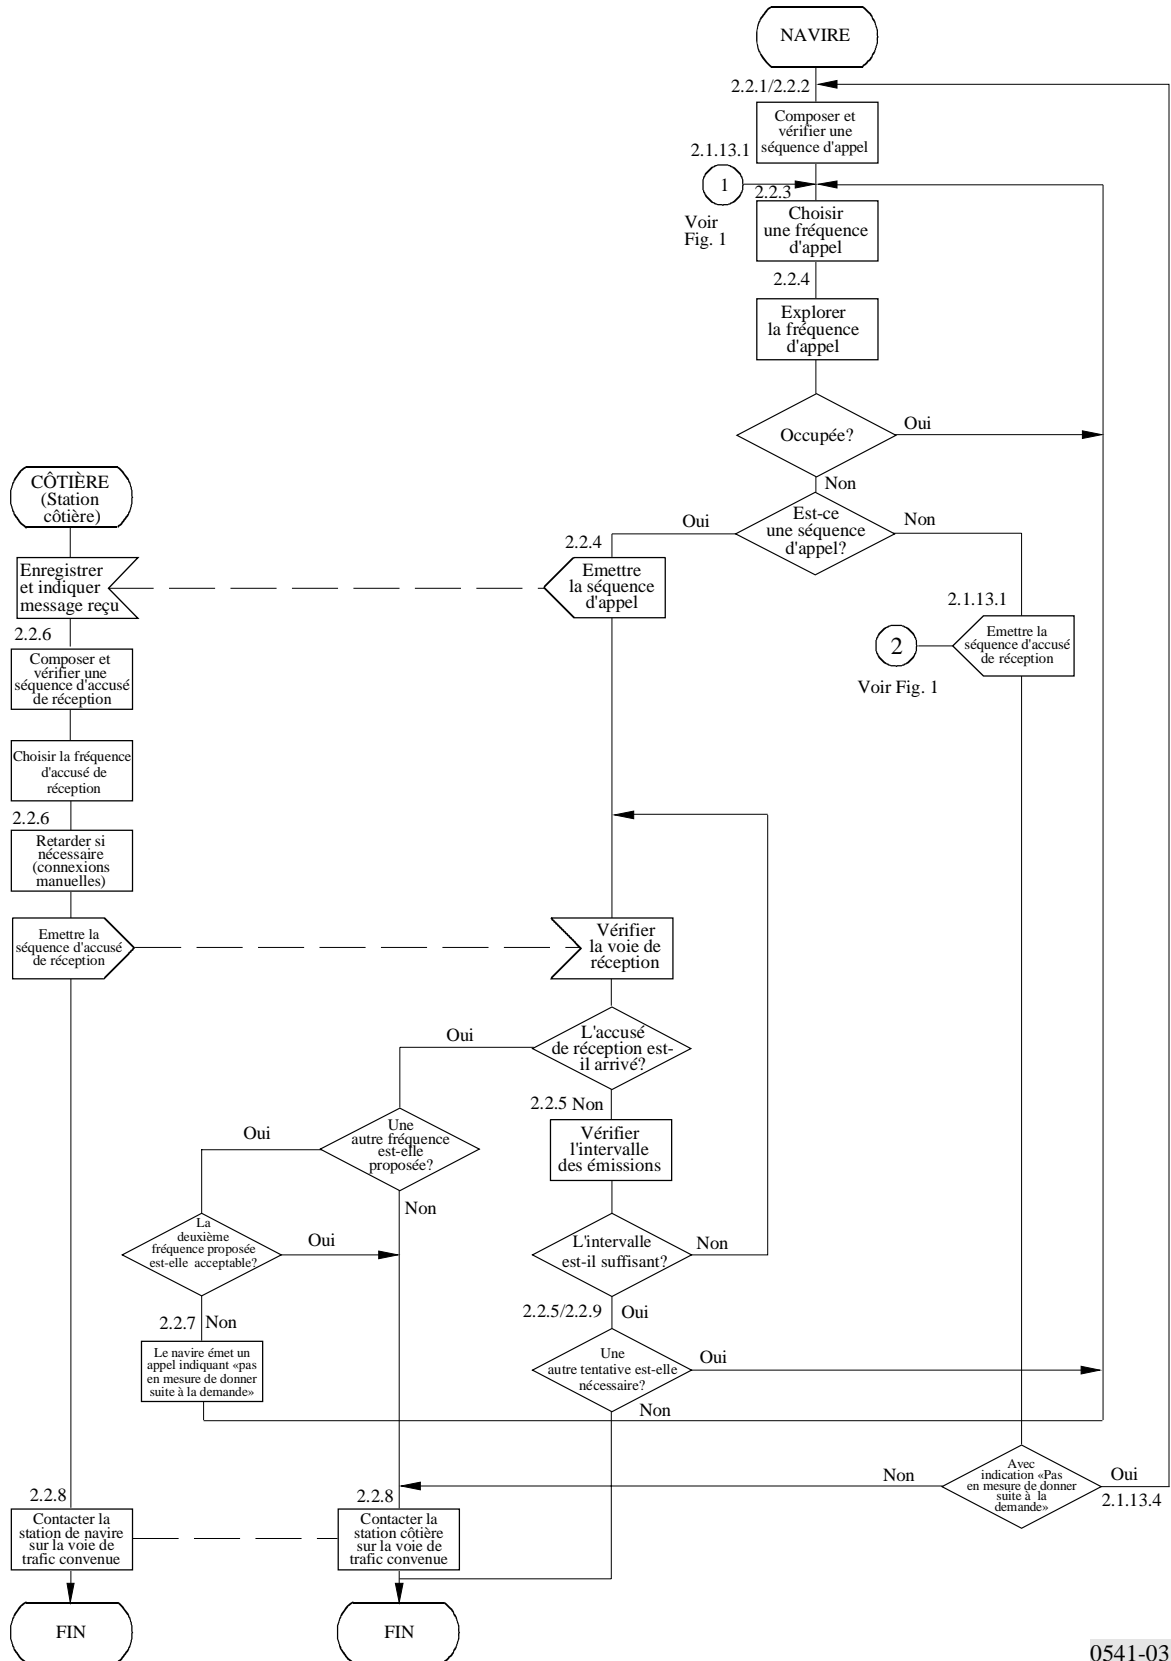 NAVIRE
2.2.1/2.2.2
Composer et
vérifier une
séquence d'appel
2.1.13.1
1
2.2.3
Voir
Fig. 1
Choisir
une fréquence
d'appel
2.2.4
Explorer
la fréquence
d'appel
Occupée?
Oui
Non
CÔTIÈRE
(Station
côtière)
Est-ce
une séquence
d'appel?
Oui
Non
2.2.4
Enregistrer
et indiquer
message reçu
Emettre
la séquence
d'appel
2.1.13.1
2
Voir Fig. 1
Emettre la
séquence d'accusé
de réception
2.2.6
Composer et
vérifier une
séquence d'accusé
de réception
Choisir la fréquence
d'accusé de
réception
2.2.6
Retarder si
nécessaire
(connexions
manuelles)
Emettre la
séquence d'accusé
de réception
Vérifier
la voie de
réception
Oui
L'accusé
de réception est-
il arrivé?
2.2.5 Non
Oui
Une
autre fréquence
est-elle
proposée?
Vérifier
l'intervalle
des émissions
Non
La
deuxième
fréquence proposée
est-elle acceptable?
Oui
L'intervalle
est-il suffisant?
Non
2.2.7 Non
2.2.5/2.2.9 Oui
Le navire émet un
appel indiquant «pas
en mesure de donner
suite à la demande»
Une
autre tentative est-elle
nécessaire?
Oui
Non
Non
Avec
indication «Pas
en mesure de donner
suite à la
demande»
Oui
2.1.13.4
2.2.8
2.2.8
Contacter la
station de navire
sur la voie de
trafic convenue
Contacter la
station côtière
sur la voie de
trafic convenue
FIN
FIN
0541-03